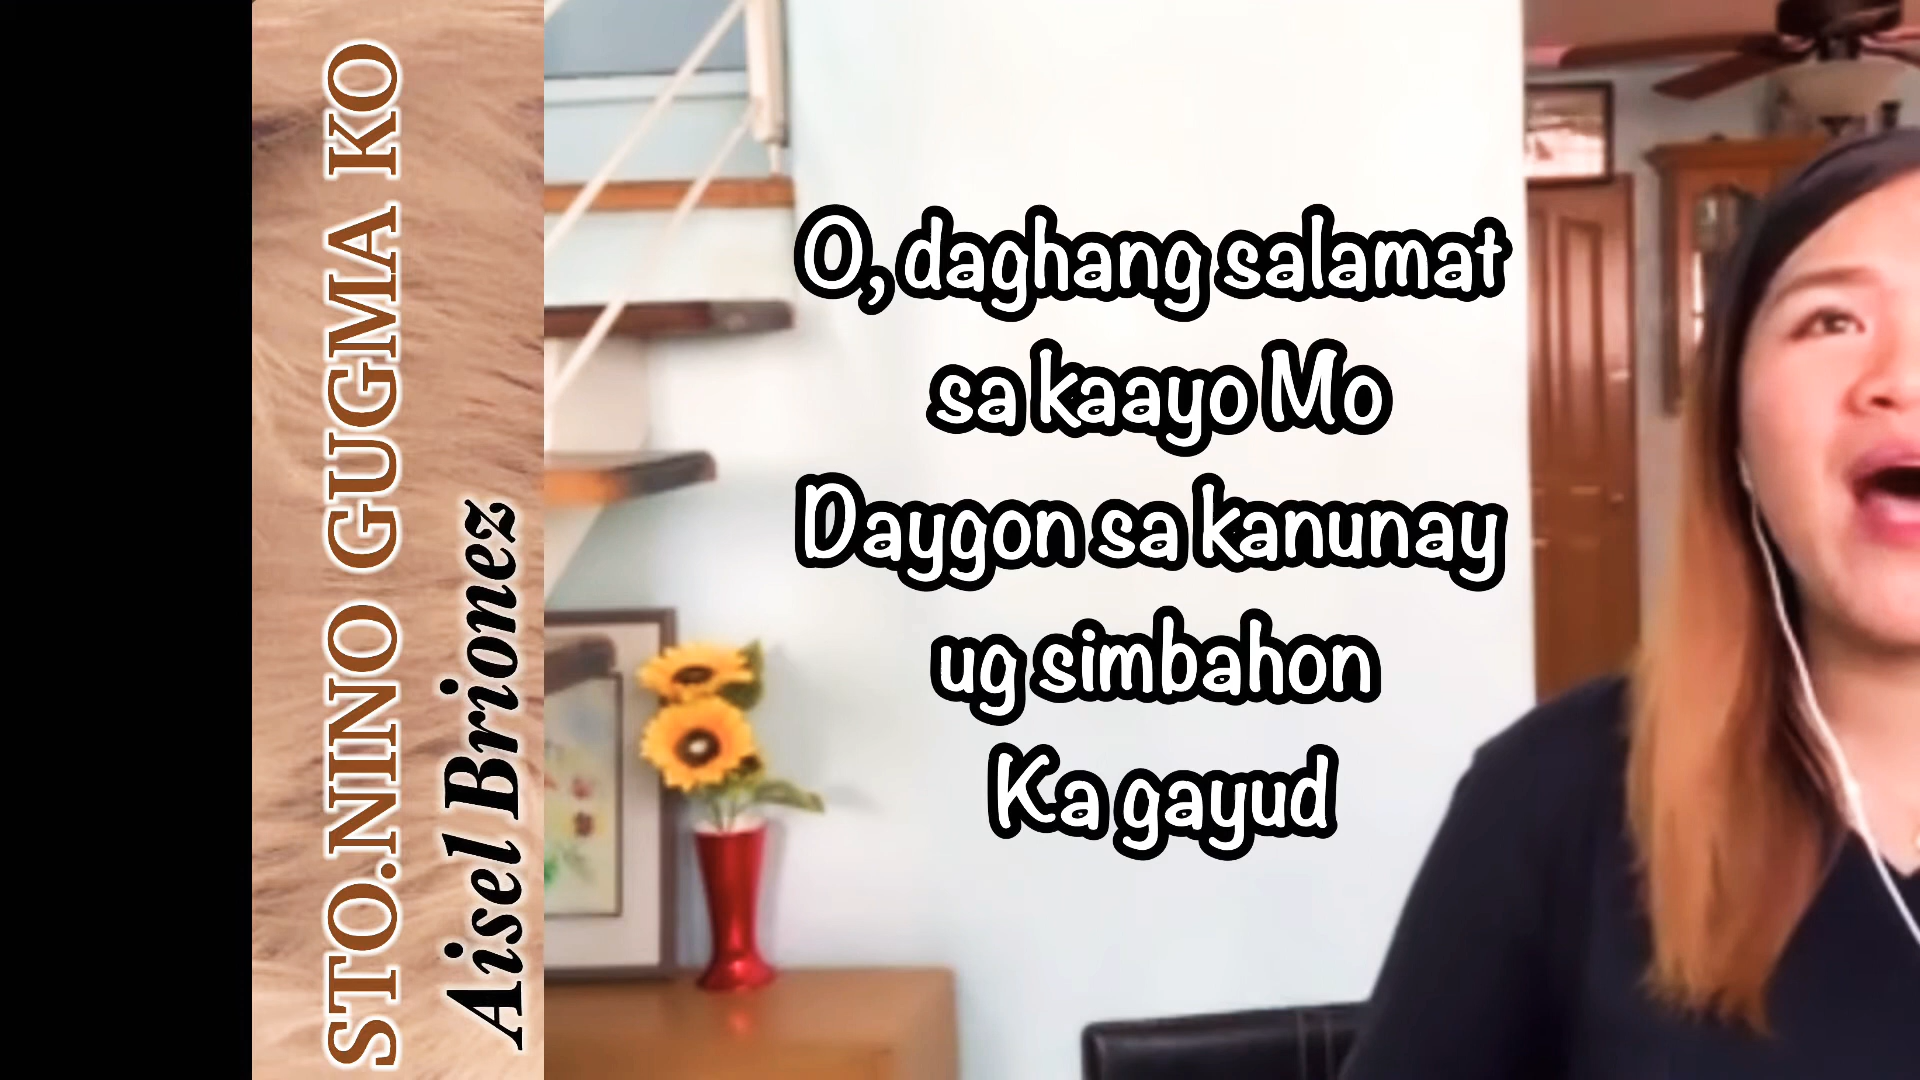 STO.NINO GUGMA KO
Aisel Brionez
O, daghang salamat
sa kaayo Mo
Daygon sa kanunay
ug simbahon
Ka gayud